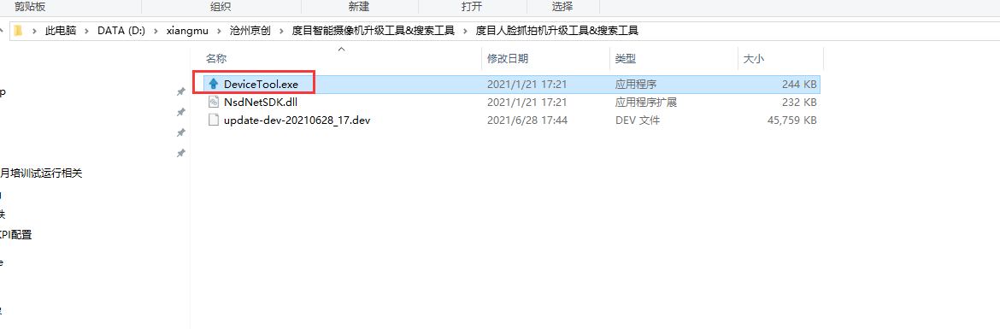 剪贴板 组织 新建 打开 选择
此电脑 > DATA (D:) > xiangmu > 沧州京创 > 度目智能摄像机升级工具&搜索工具 > 度目人脸抓拍机升级工具&搜索工具
名称 修改日期 类型 大小
DeviceTool.exe 2021/1/21 17:21 应用程序 244 KB
NsdNetSDK.dll 2021/1/21 17:21 应用程序扩展 232 KB
update-dev-20210628_17.dev 2021/6/28 17:44 DEV 文件 45,759 KB
p
月培训试运行相关
KPI配置
e